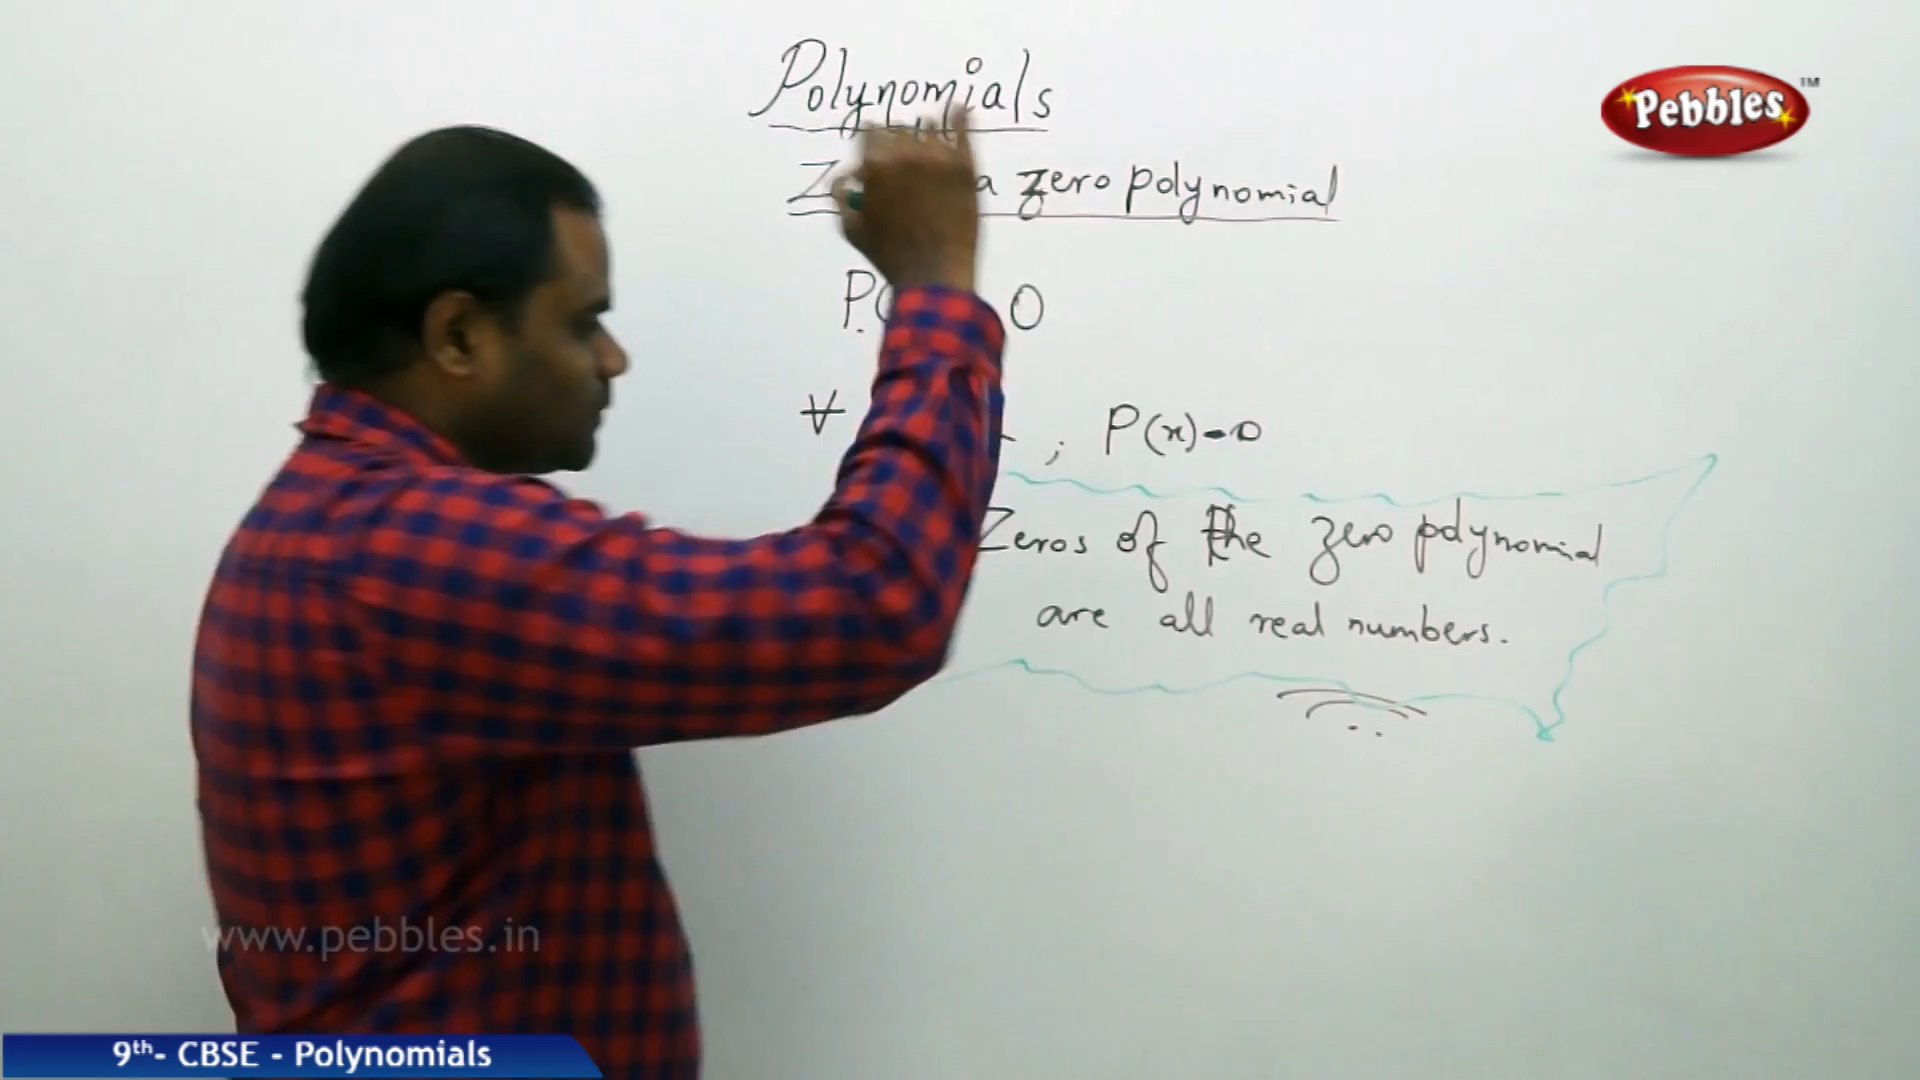 Polynomials
Pebbles™
a zero polynomial
P( 0
∀ ; P(x)=0
Zeros of the zero polynomial
are all real numbers.
www.pebbles.in
9th- CBSE - Polynomials